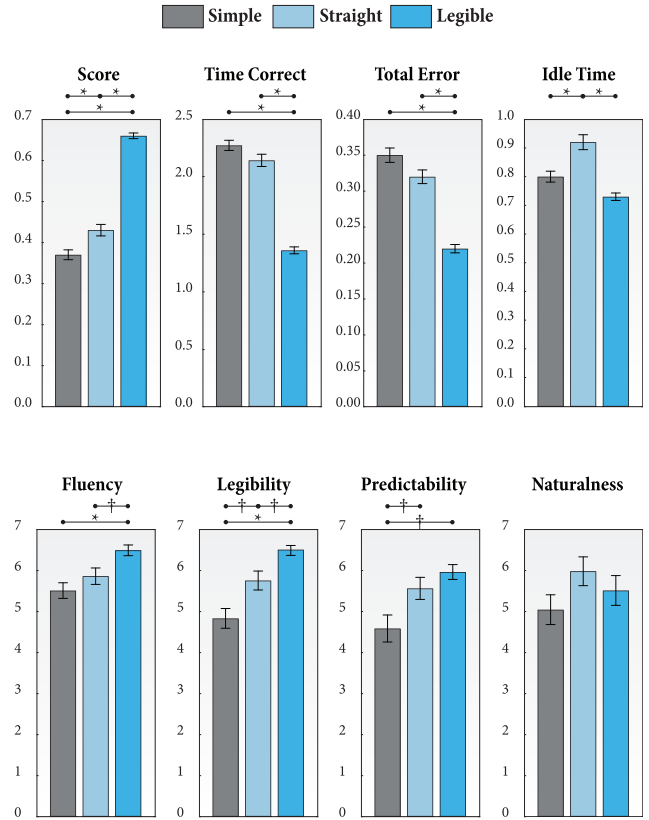 Simple Straight Legible
Score Time Correct Total Error Idle Time
* * * * * * *
* * *
0.7 2.5 0.40 1.0
0.6 2.0 0.35 0.9
0.5 1.5 0.30 0.8
0.4 1.0 0.25 0.7
0.3 0.5 0.20 0.6
0.2 0.0 0.15 0.5
0.1 0.10 0.4
0.0 0.05 0.3
0.00 0.2
0.1
0.0
Fluency Legibility Predictability Naturalness
† † † †
* * †
7 7 7 7
6 6 6 6
5 5 5 5
4 4 4 4
3 3 3 3
2 2 2 2
1 1 1 1
0 0 0 0